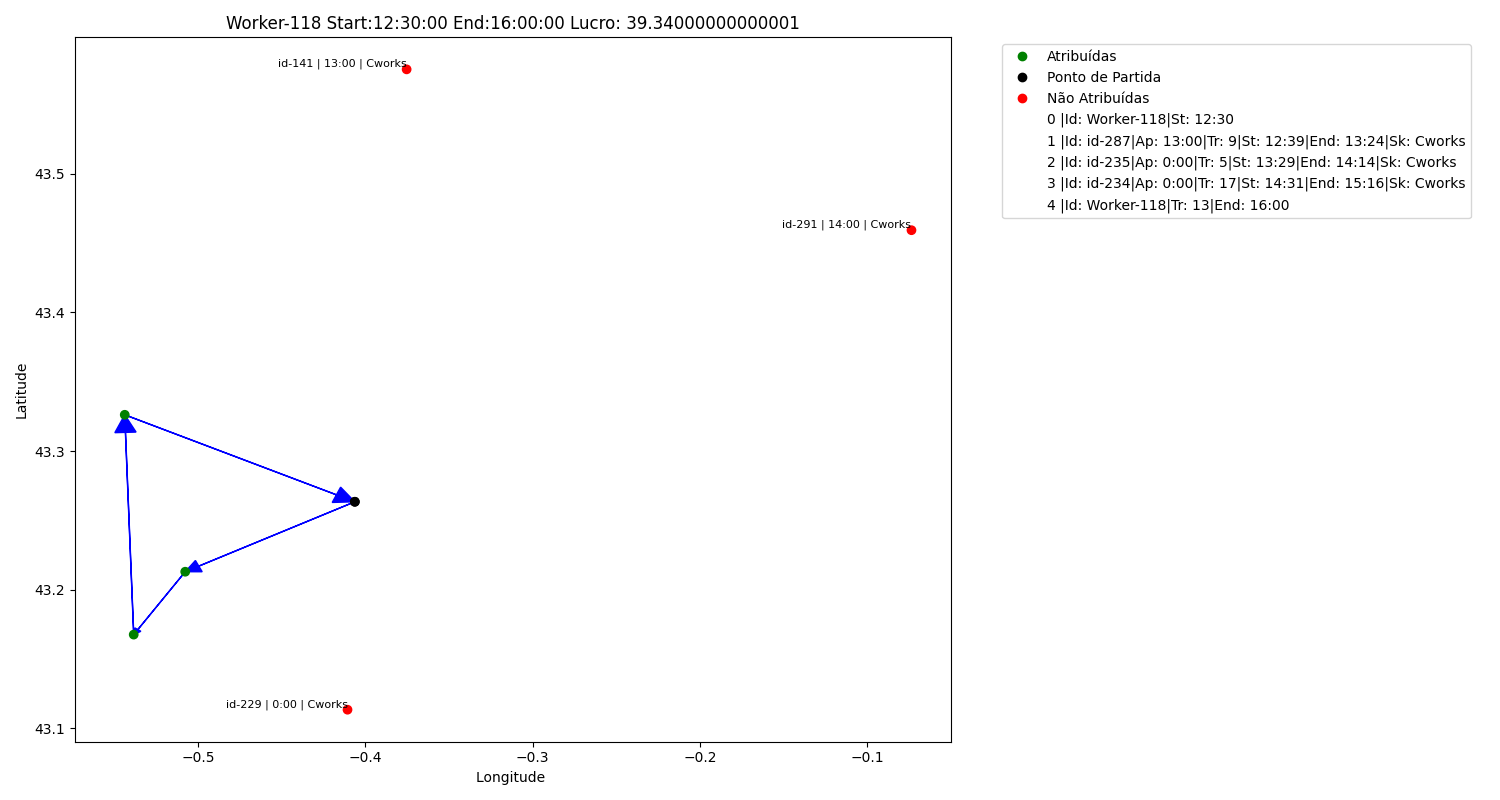 Worker-118 Start:12:30:00 End:16:00:00 Lucro: 39.34000000000001
id-141 | 13:00 | Cworks
id-291 | 14:00 | Cworks
id-229 | 0:00 | Cworks
43.5
43.4
43.3
43.2
43.1
Latitude
−0.5
−0.4
−0.3
−0.2
−0.1
Longitude
Atribuídas
Ponto de Partida
Não Atribuídas
0 |Id: Worker-118|St: 12:30
1 |Id: id-287|Ap: 13:00|Tr: 9|St: 12:39|End: 13:24|Sk: Cworks
2 |Id: id-235|Ap: 0:00|Tr: 5|St: 13:29|End: 14:14|Sk: Cworks
3 |Id: id-234|Ap: 0:00|Tr: 17|St: 14:31|End: 15:16|Sk: Cworks
4 |Id: Worker-118|Tr: 13|End: 16:00